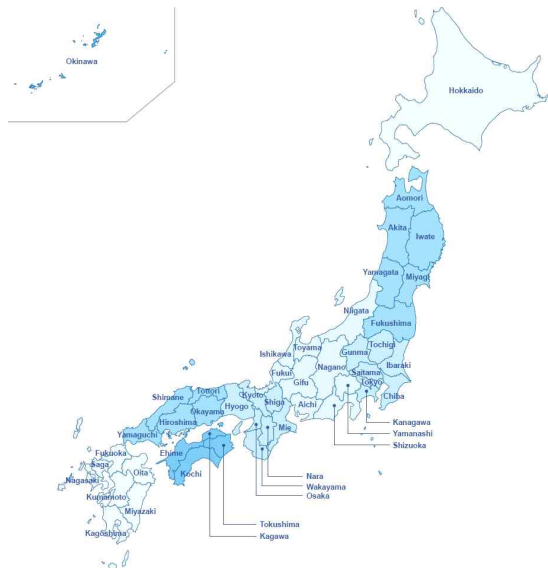 Okinawa
Hokkaido
Aomori
Akita
Iwate
Yamagata
Miyagi
Niigata
Fukushima
Tochigi
Toyama
Ishikawa
Gunma
Nagano
Ibaraki
Fukui
Saitama
Tokyo
Gifu
Chiba
Tottori
Kyoto
Shimane
Shiga
Hyogo
Aichi
Okayama
Hiroshima
Mie
Kanagawa
Yamanashi
Shizuoka
Yamaguchi
Fukuoka
Ehime
Saga
Oita
Kochi
Nagasaki
Nara
Wakayama
Osaka
Kumamoto
Miyazaki
Tokushima
Kagoshima
Kagawa